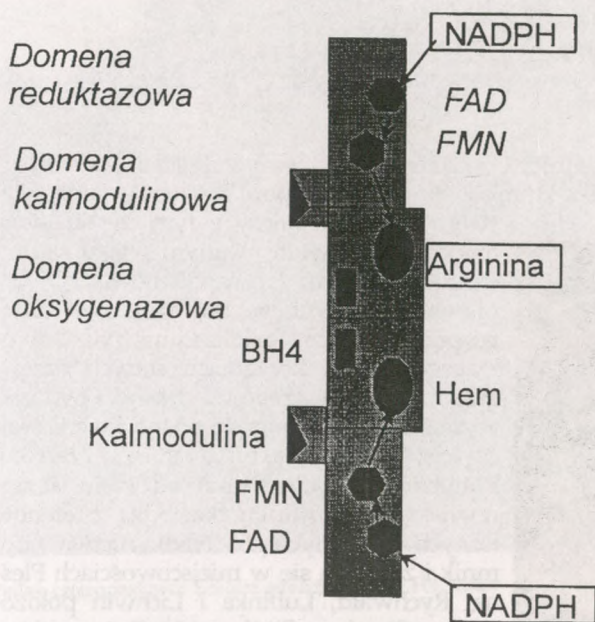 NADPH
Domena
reduktazowa
FAD
FMN
Domena
kalmodulinowa
Arginina
Domena
oksygenazowa
BH4
Hem
Kalmodulina
FMN
FAD
NADPH